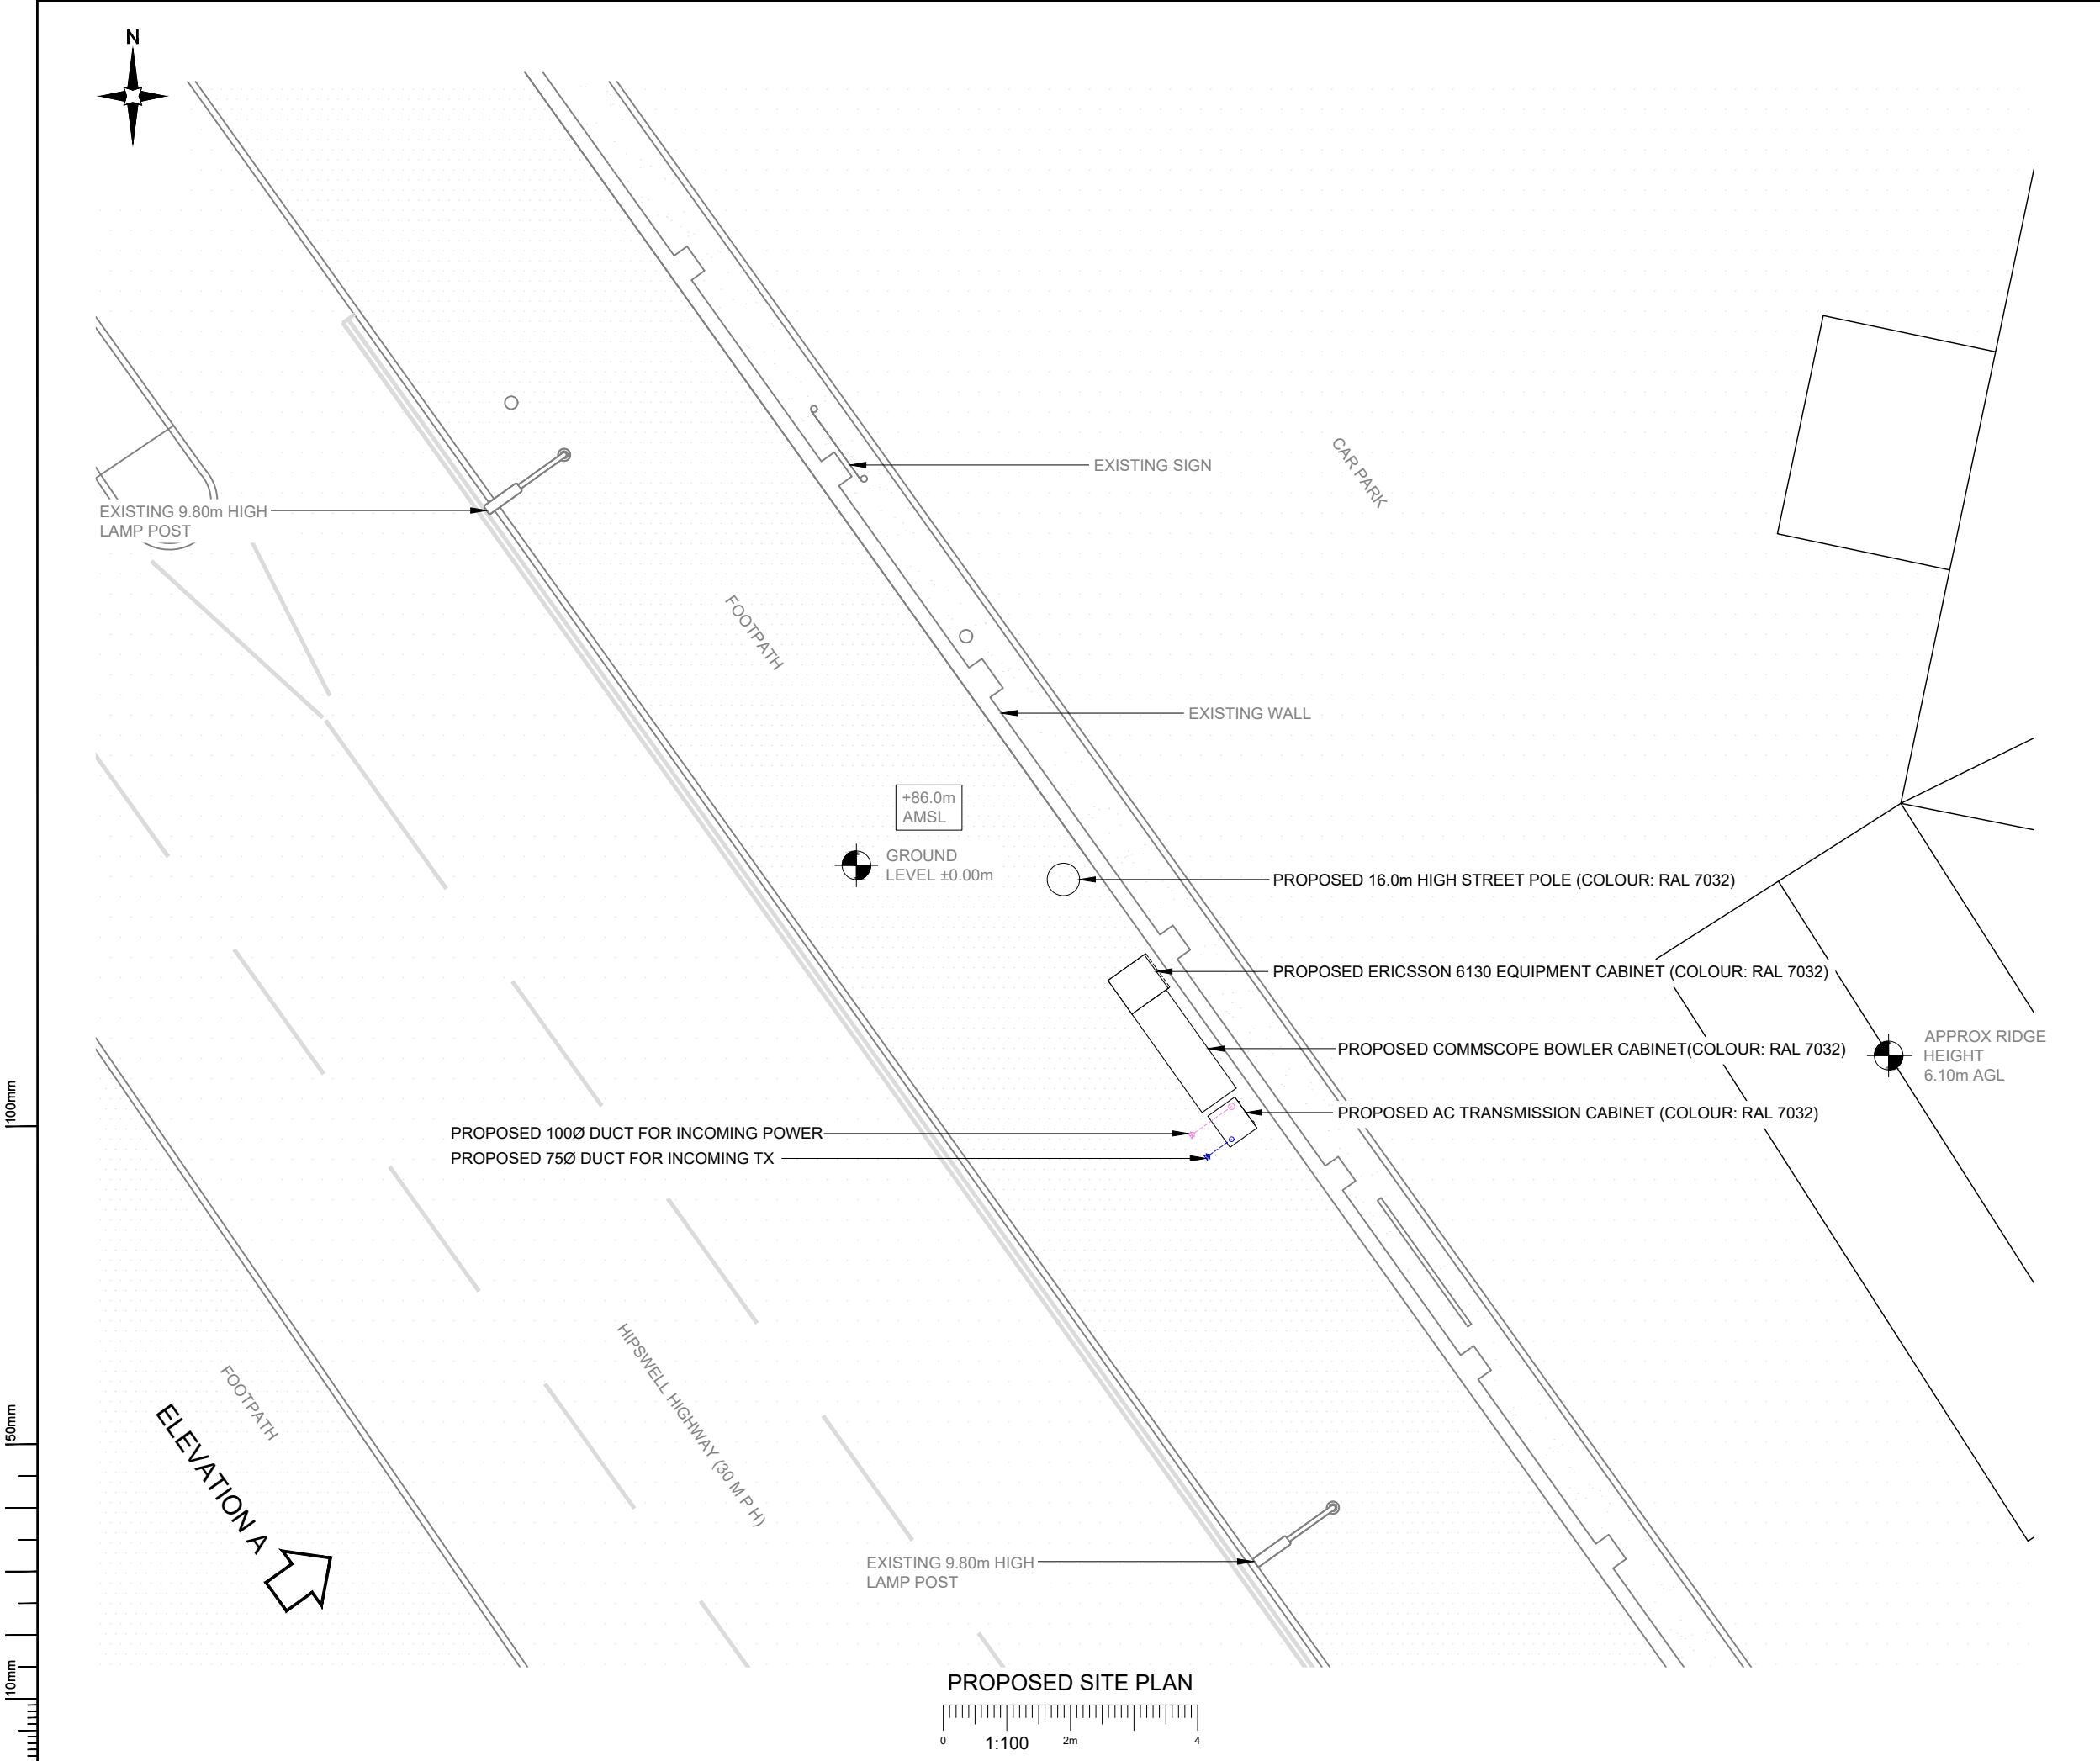 N
EXISTING SIGN
CAR PARK
EXISTING 9.80m HIGH
LAMP POST
FOOTPATH
EXISTING WALL
+86.0m
AMSL
GROUND
LEVEL ±0.00m
PROPOSED 16.0m HIGH STREET POLE (COLOUR: RAL 7032)
PROPOSED ERICSSON 6130 EQUIPMENT CABINET (COLOUR: RAL 7032)
PROPOSED COMMSCOPE BOWLER CABINET(COLOUR: RAL 7032)
APPROX RIDGE
HEIGHT
6.10m AGL
PROPOSED AC TRANSMISSION CABINET (COLOUR: RAL 7032)
PROPOSED 100Ø DUCT FOR INCOMING POWER
PROPOSED 75Ø DUCT FOR INCOMING TX
100mm
HIPSWELL HIGHWAY (30 M P H)
FOOTPATH
ELEVATION A
50mm
EXISTING 9.80m HIGH
LAMP POST
10mm
PROPOSED SITE PLAN
0
1:100
2m
4